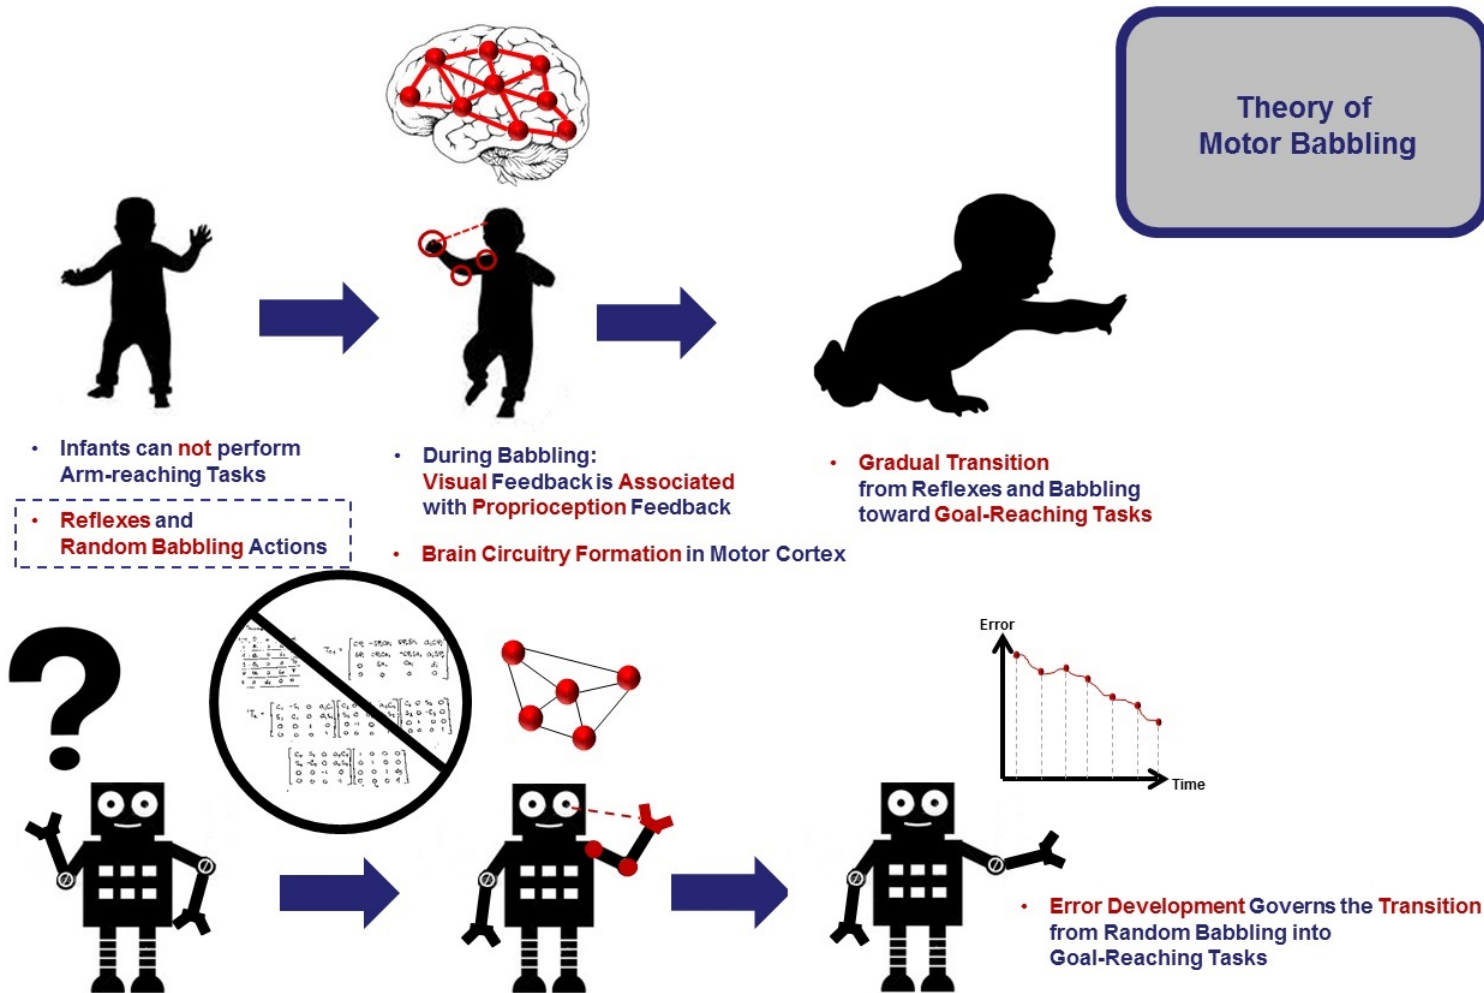 Theory of
Motor Babbling
• Infants can not perform
Arm-reaching Tasks
• Reflexes and
Random Babbling Actions
• During Babbling:
Visual Feedback is Associated
with Proprioception Feedback
• Brain Circuitry Formation in Motor Cortex
• Gradual Transition
from Reflexes and Babbling
toward Goal-Reaching Tasks
?
Error
Time
• Error Development Governs the Transition
from Random Babbling into
Goal-Reaching Tasks